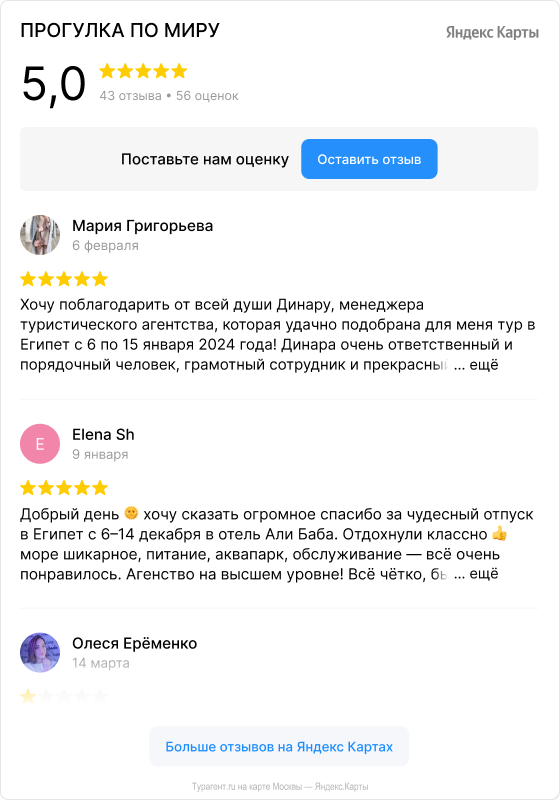 ПРОГУЛКА ПО МИРУ
Яндекс Карты
5,0
43 отзыва • 56 оценок
Поставьте нам оценку
Оставить отзыв
Мария Григорьева
6 февраля
Хочу поблагодарить от всей души Динару, менеджера
туристического агентства, которая удачно подобрана для меня тур в
Египет с 6 по 15 января 2024 года! Динара очень ответственный и
порядочный человек, грамотный сотрудник и прекрасны ... ещё
E
Elena Sh
9 января
Добрый день 🙂 хочу сказать огромное спасибо за чудесный отпуск
в Египет с 6–14 декабря в отель Али Баба. Отдохнули классно 👍
море шикарное, питание, аквапарк, обслуживание — всё очень
понравилось. Агенство на высшем уровне! Всё чётко, бы ... ещё
Олеся Ерёменко
14 марта
Больше отзывов на Яндекс Картах
Турагент.ru на карте Москвы — Яндекс.Карты